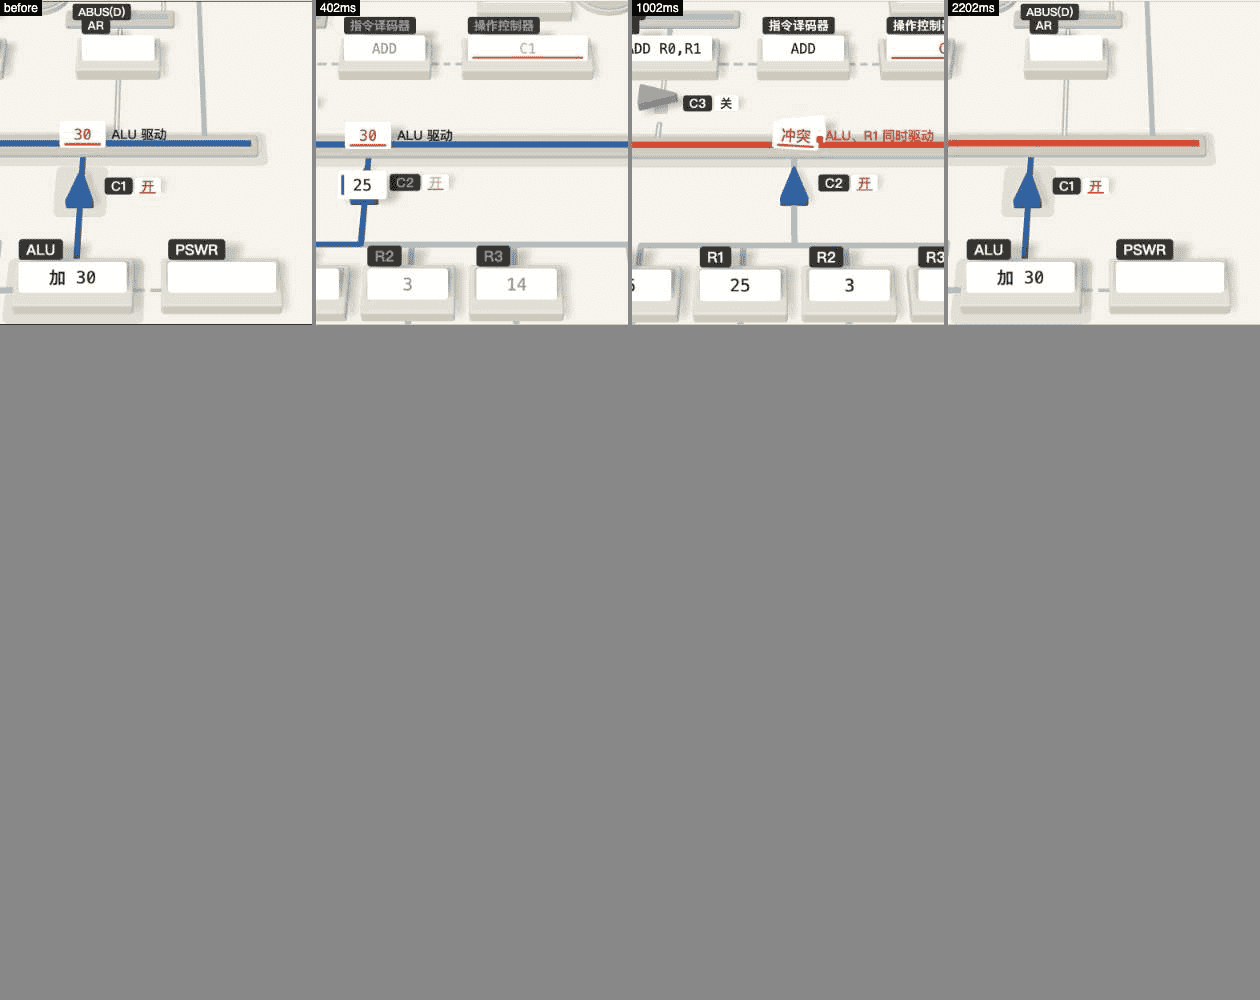 before
ABUS(D)
AR
30
ALU 驱动
C1 开
ALU
PSWR
加 30
402ms
指令译码器
操作控制器
ADD
C1
30
ALU 驱动
25
C2 开
R2
R3
3
14
1002ms
指令译码器
操作控制
ADD R0,R1
ADD
C3 关
冲突
ALU、R1 同时驱动
C2 开
R1
R2
R3
25
3
2202ms
ABUS(D)
AR
C1 开
ALU
PSWR
加 30